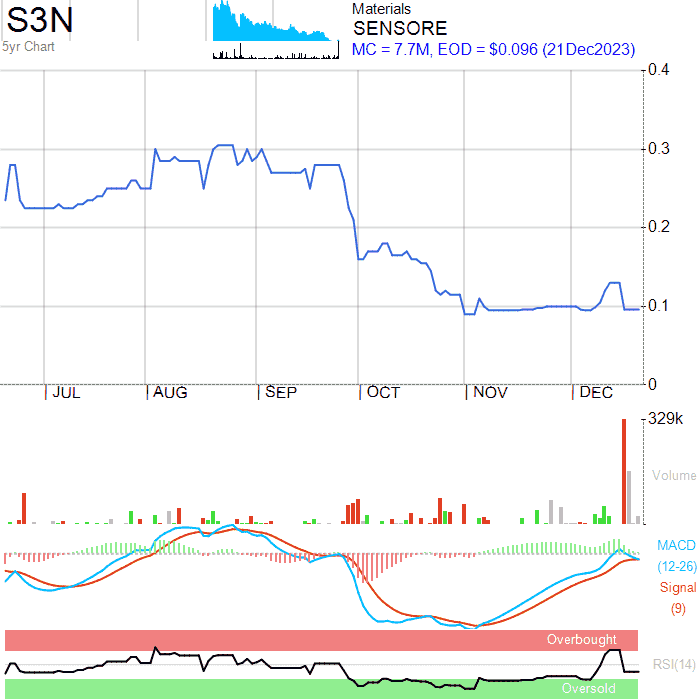 S3N
5yr Chart
Materials
SENSORE
MC = 7.7M, EOD = $0.096 (21Dec2023)
0.4
0.3
0.2
0.1
0
JUL AUG SEP OCT NOV DEC
329k
Volume
MACD
(12-26)
Signal
(9)
Overbought
RSI(14)
Oversold